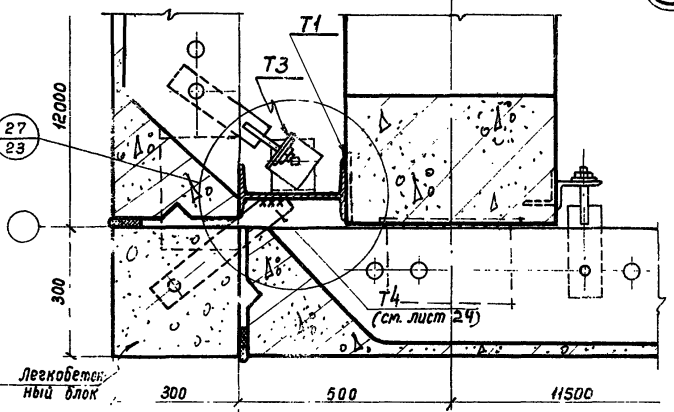 Т3
Т1
12000
27
23
300
Т4
(см. лист 24)
Легкобетон-
ный блок
300
500
11500